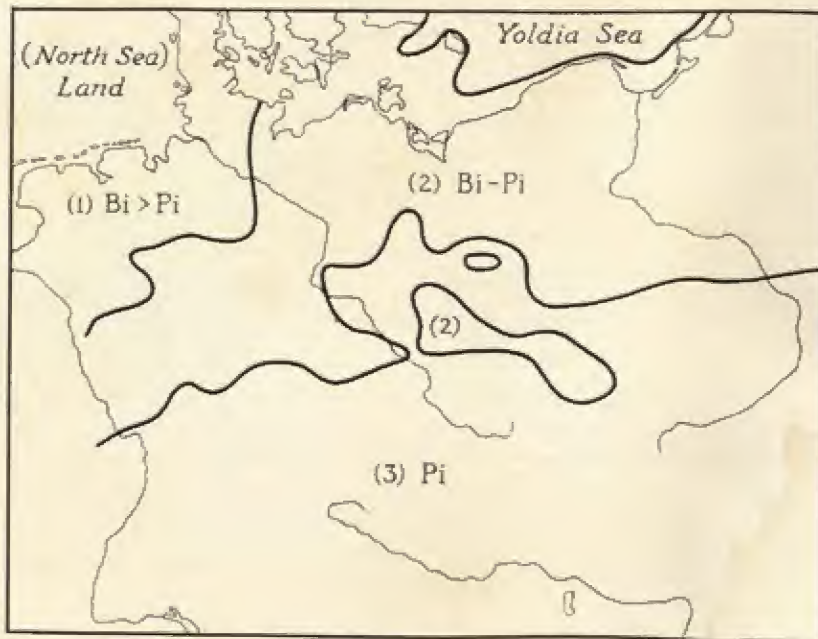 (North Sea)
Land
Yoldia Sea
(1) Bi > Pi
(2) Bi-Pi
(2)
(3) Pi